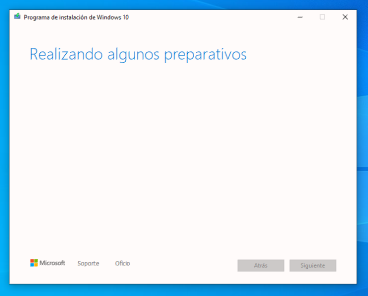 Programa de instalación de Windows 10
Realizando algunos preparativos
Microsoft Soporte Oficio Atrás Siguiente